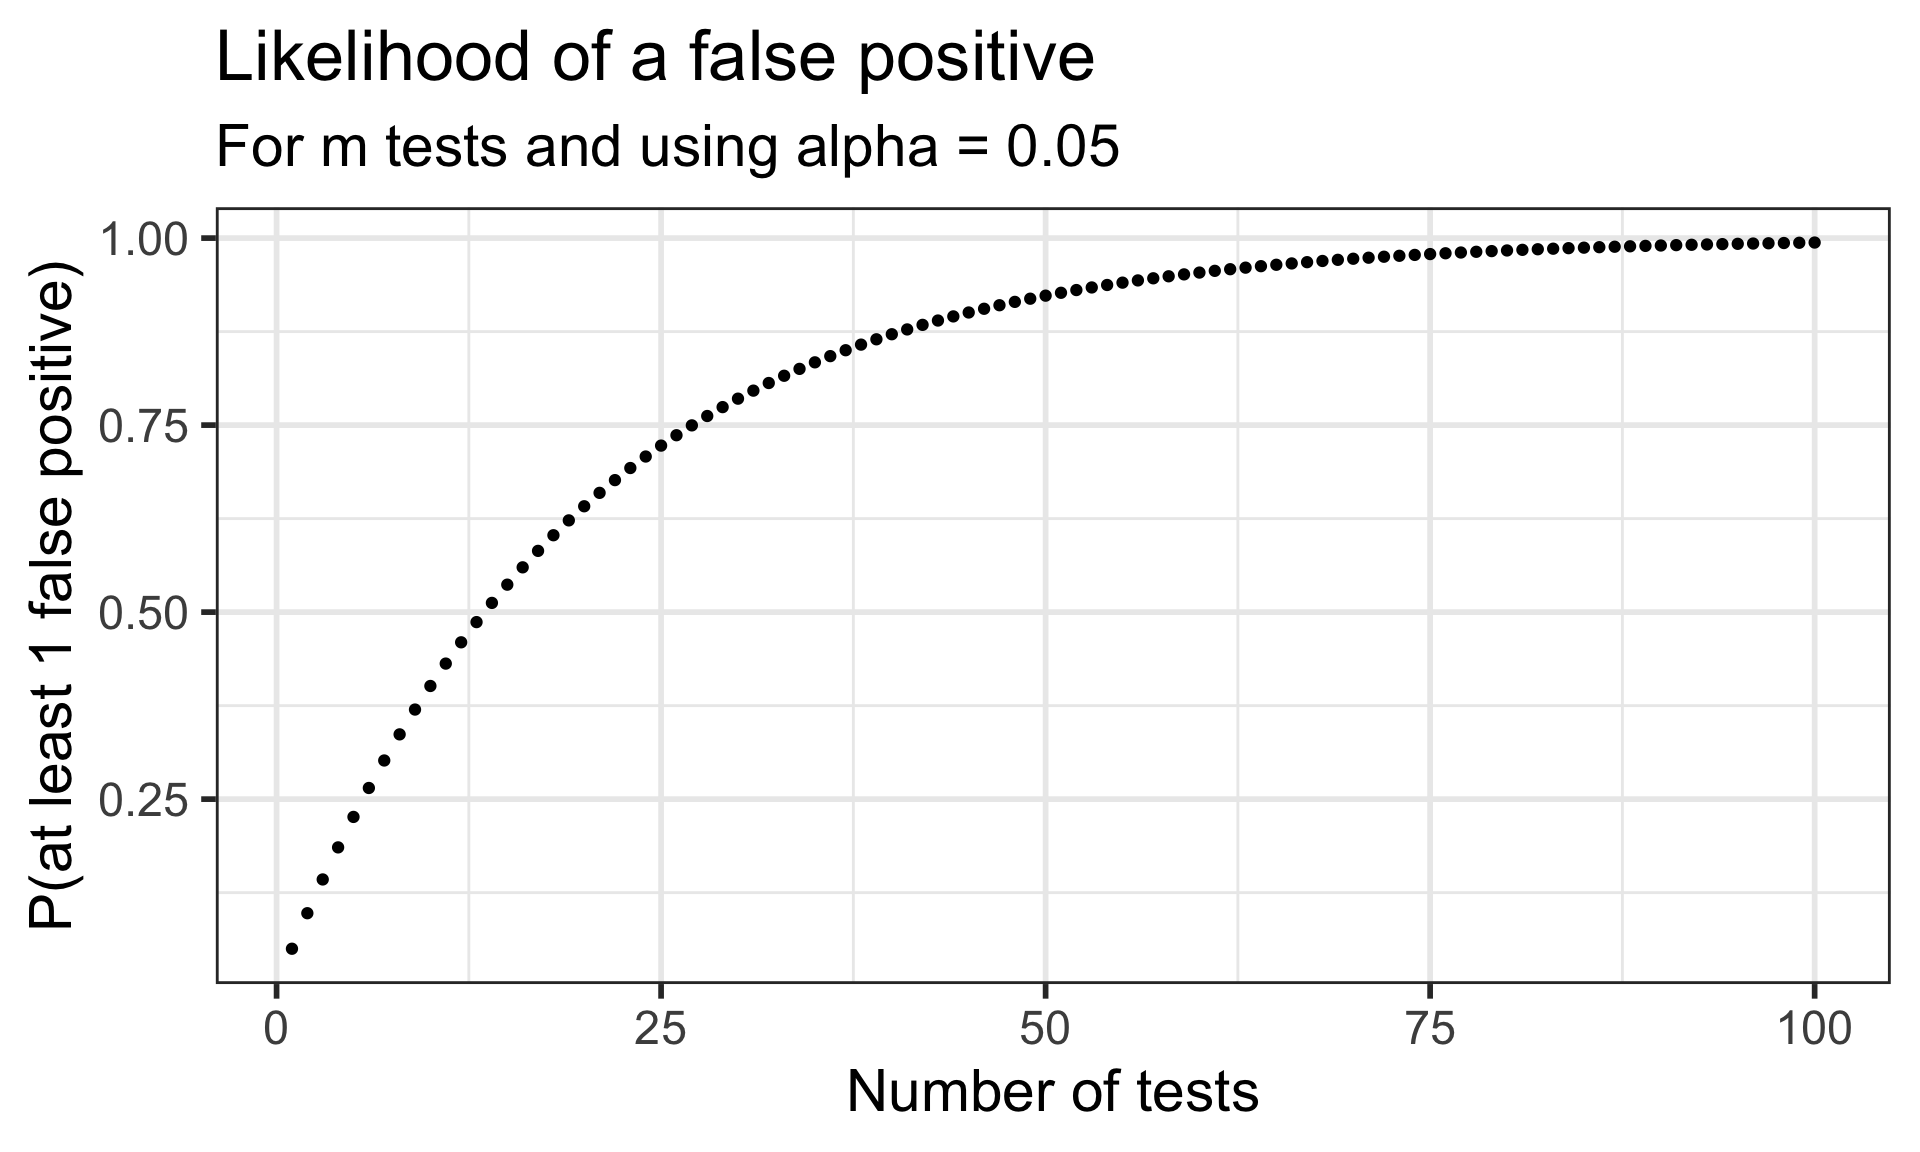 Likelihood of a false positive
For m tests and using alpha = 0.05
P(at least 1 false positive)
1.00
0.75
0.50
0.25
0 25 50 75 100
Number of tests